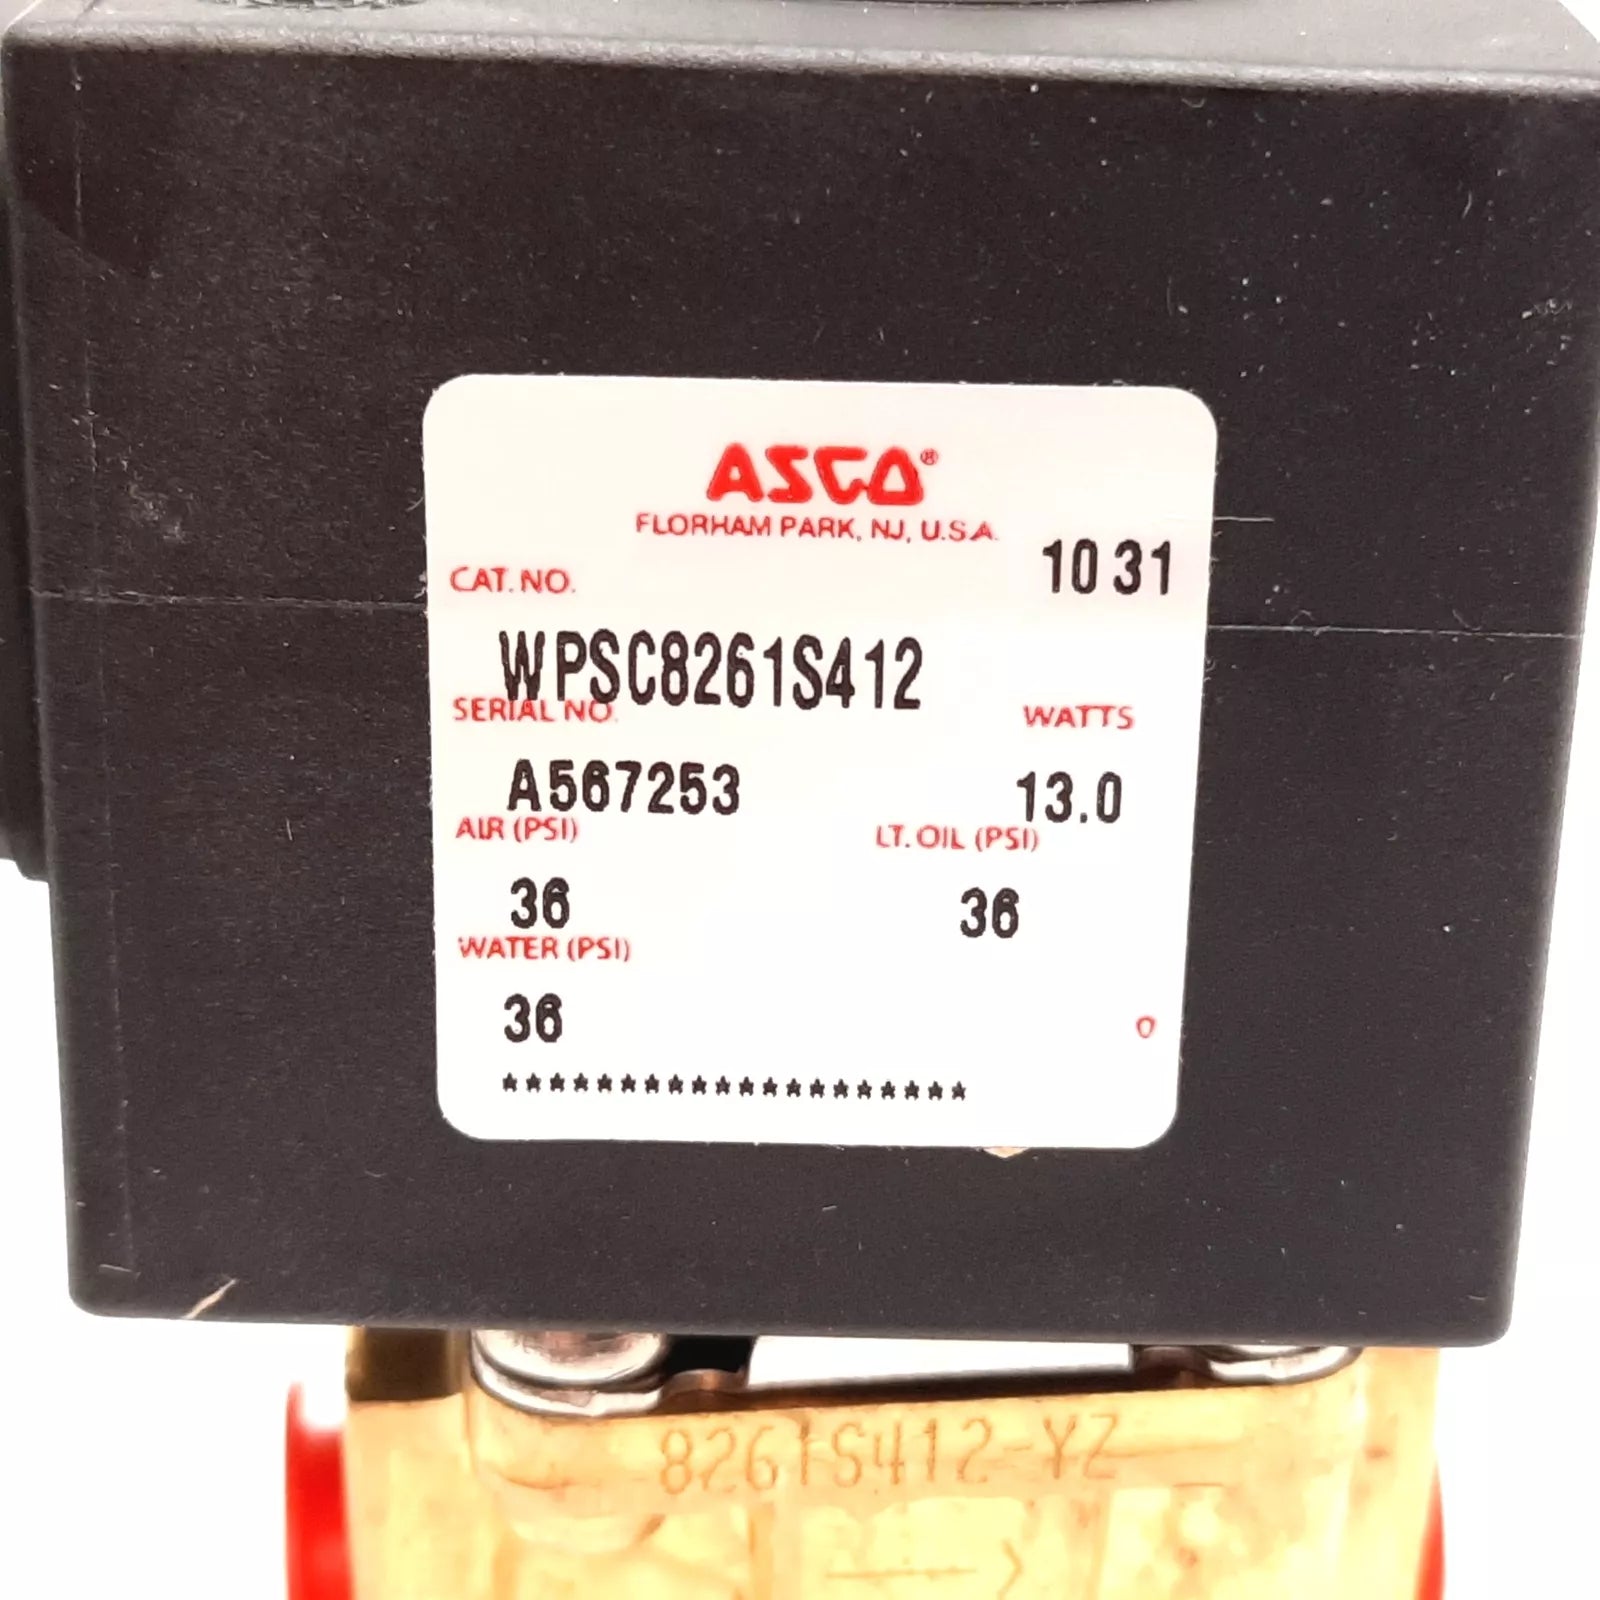 ASCO®
FLORHAM PARK, NJ, U.S.A.
CAT. NO.
10 31
WPSC8261S412
SERIAL NO.
WATTS
A567253
13.0
AIR (PSI)
LT. OIL (PSI)
36
36
WATER (PSI)
36
O
********************
8261S412-YZ